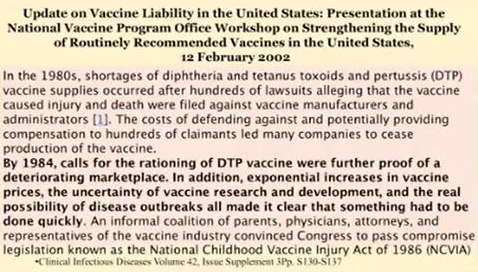 Update on Vaccine Liability in the United States: Presentation at the
National Vaccine Program Office Workshop on Strengthening the Supply
of Routinely Recommended Vaccines in the United States,
12 February 2002
In the 1980s, shortages of diphtheria and tetanus toxoids and pertussis (DTP)
vaccine supplies occurred after hundreds of lawsuits alleging that the vaccine
caused injury and death were filed against vaccine manufacturers and
administrators [1]. The costs of defending against and potentially providing
compensation to hundreds of claimants led many companies to cease
production of the vaccine.
By 1984, calls for the rationing of DTP vaccine were further proof of a
deteriorating marketplace. In addition, exponential increases in vaccine
prices, the uncertainty of vaccine research and development, and the real
possibility of disease outbreaks all made it clear that something had to be
done quickly. An informal coalition of parents, physicians, attorneys, and
representatives of the vaccine industry convinced Congress to pass compromise
legislation known as the National Childhood Vaccine Injury Act of 1986 (NCVIA)
•Clinical Infectious Diseases Volume 42, Issue Supplement 3Pp. S130-S137